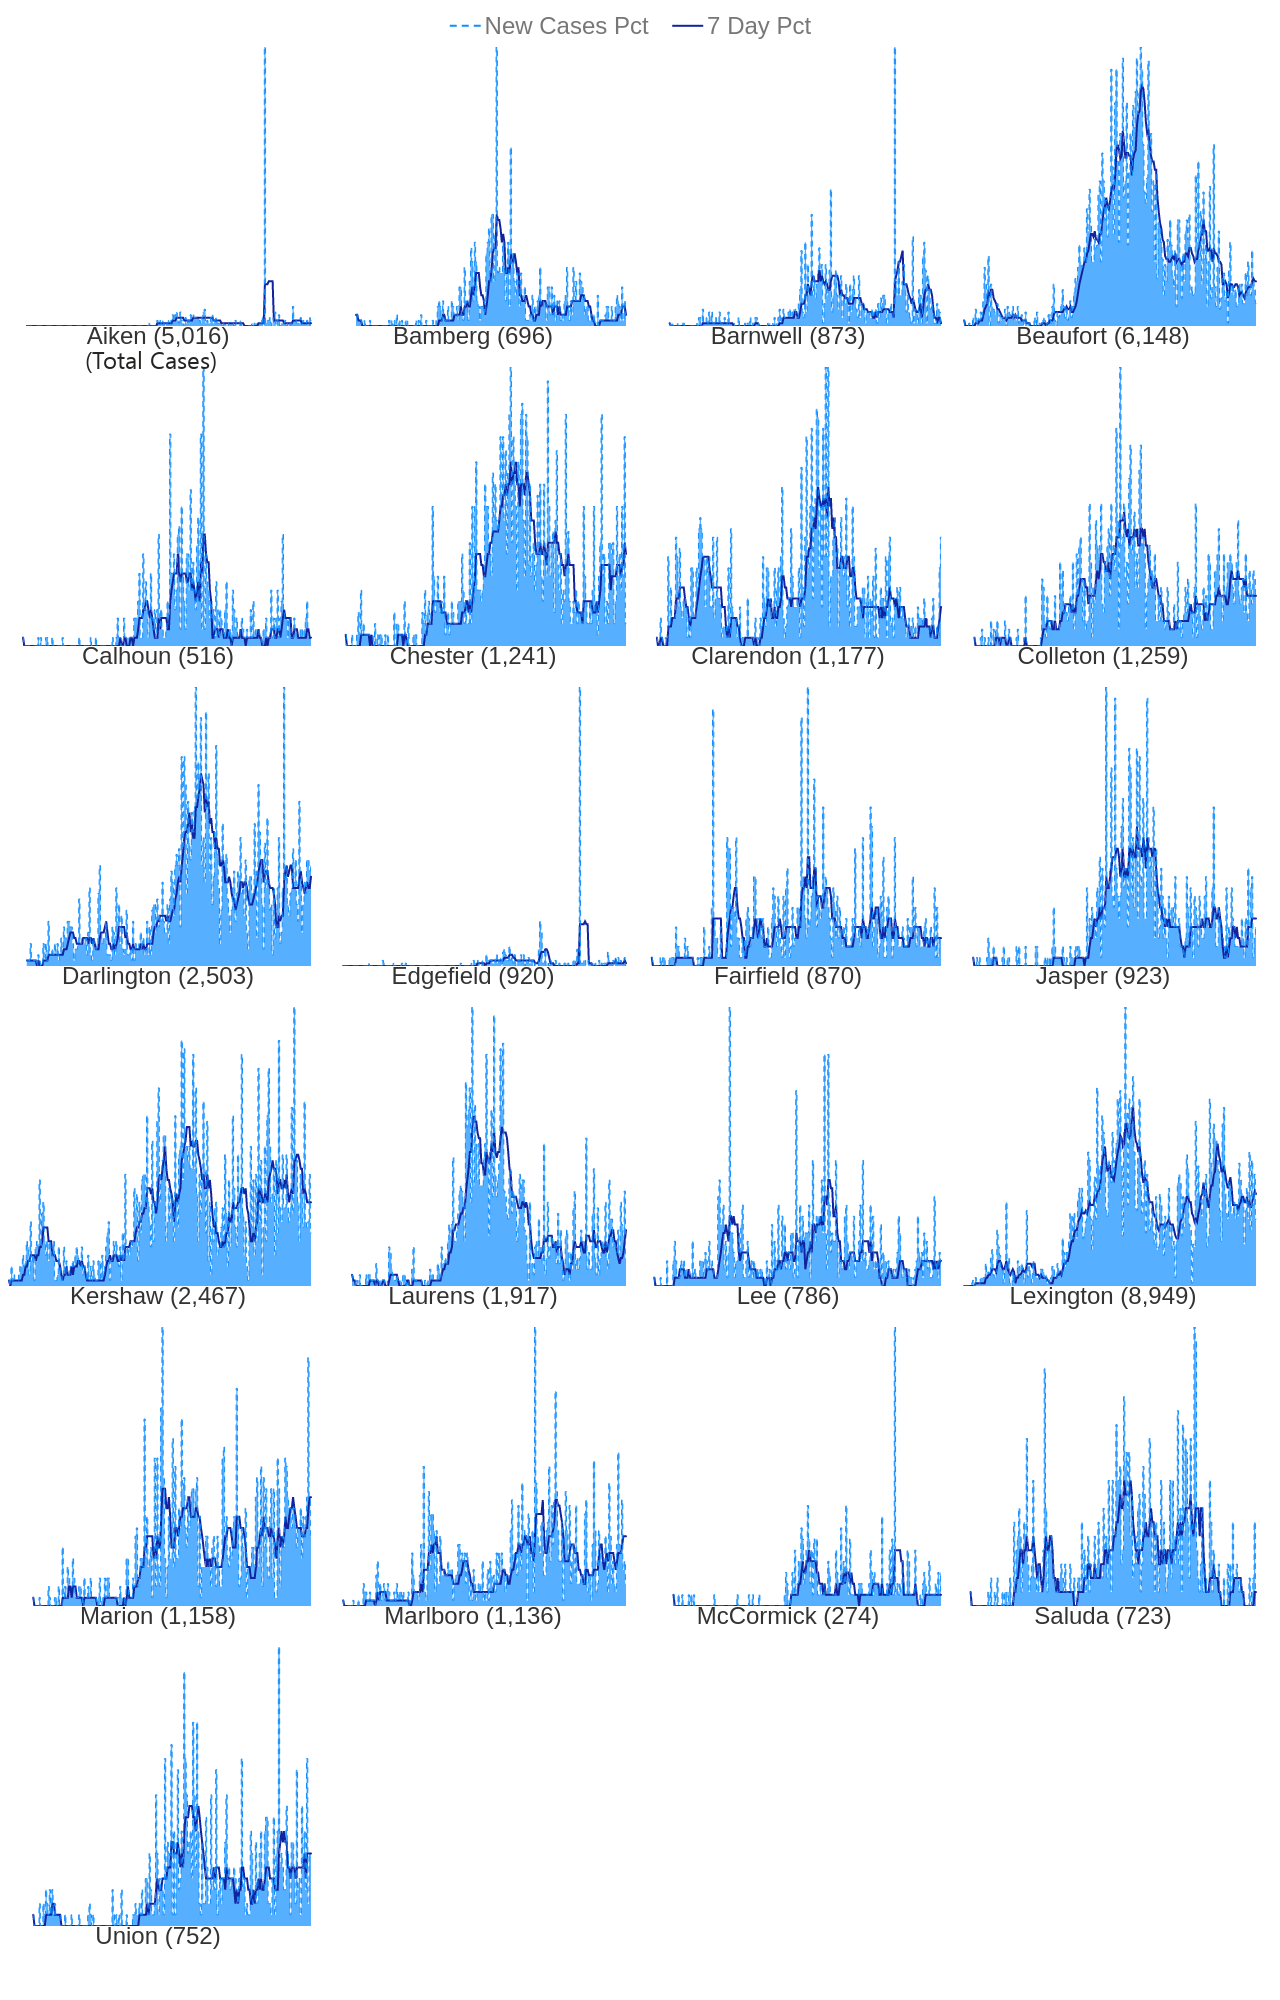 New Cases Pct 7 Day Pct
Aiken (5,016) Bamberg (696) Barnwell (873) Beaufort (6,148)
(Total Cases)
Calhoun (516) Chester (1,241) Clarendon (1,177) Colleton (1,259)
Darlington (2,503) Edgefield (920) Fairfield (870) Jasper (923)
Kershaw (2,467) Laurens (1,917) Lee (786) Lexington (8,949)
Marion (1,158) Marlboro (1,136) McCormick (274) Saluda (723)
Union (752)